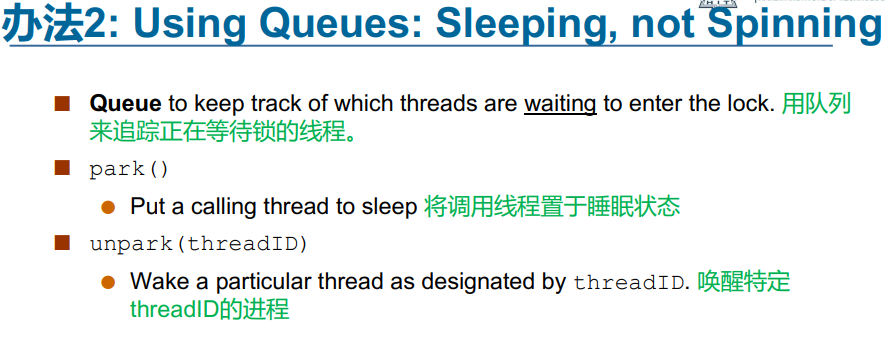 办法2: Using Queues: Sleeping, not Spinning
Queue to keep track of which threads are waiting to enter the lock. 用队列
来追踪正在等待锁的线程。
park()
Put a calling thread to sleep 将调用线程置于睡眠状态
unpark(threadID)
Wake a particular thread as designated by threadID. 唤醒特定
threadID的进程